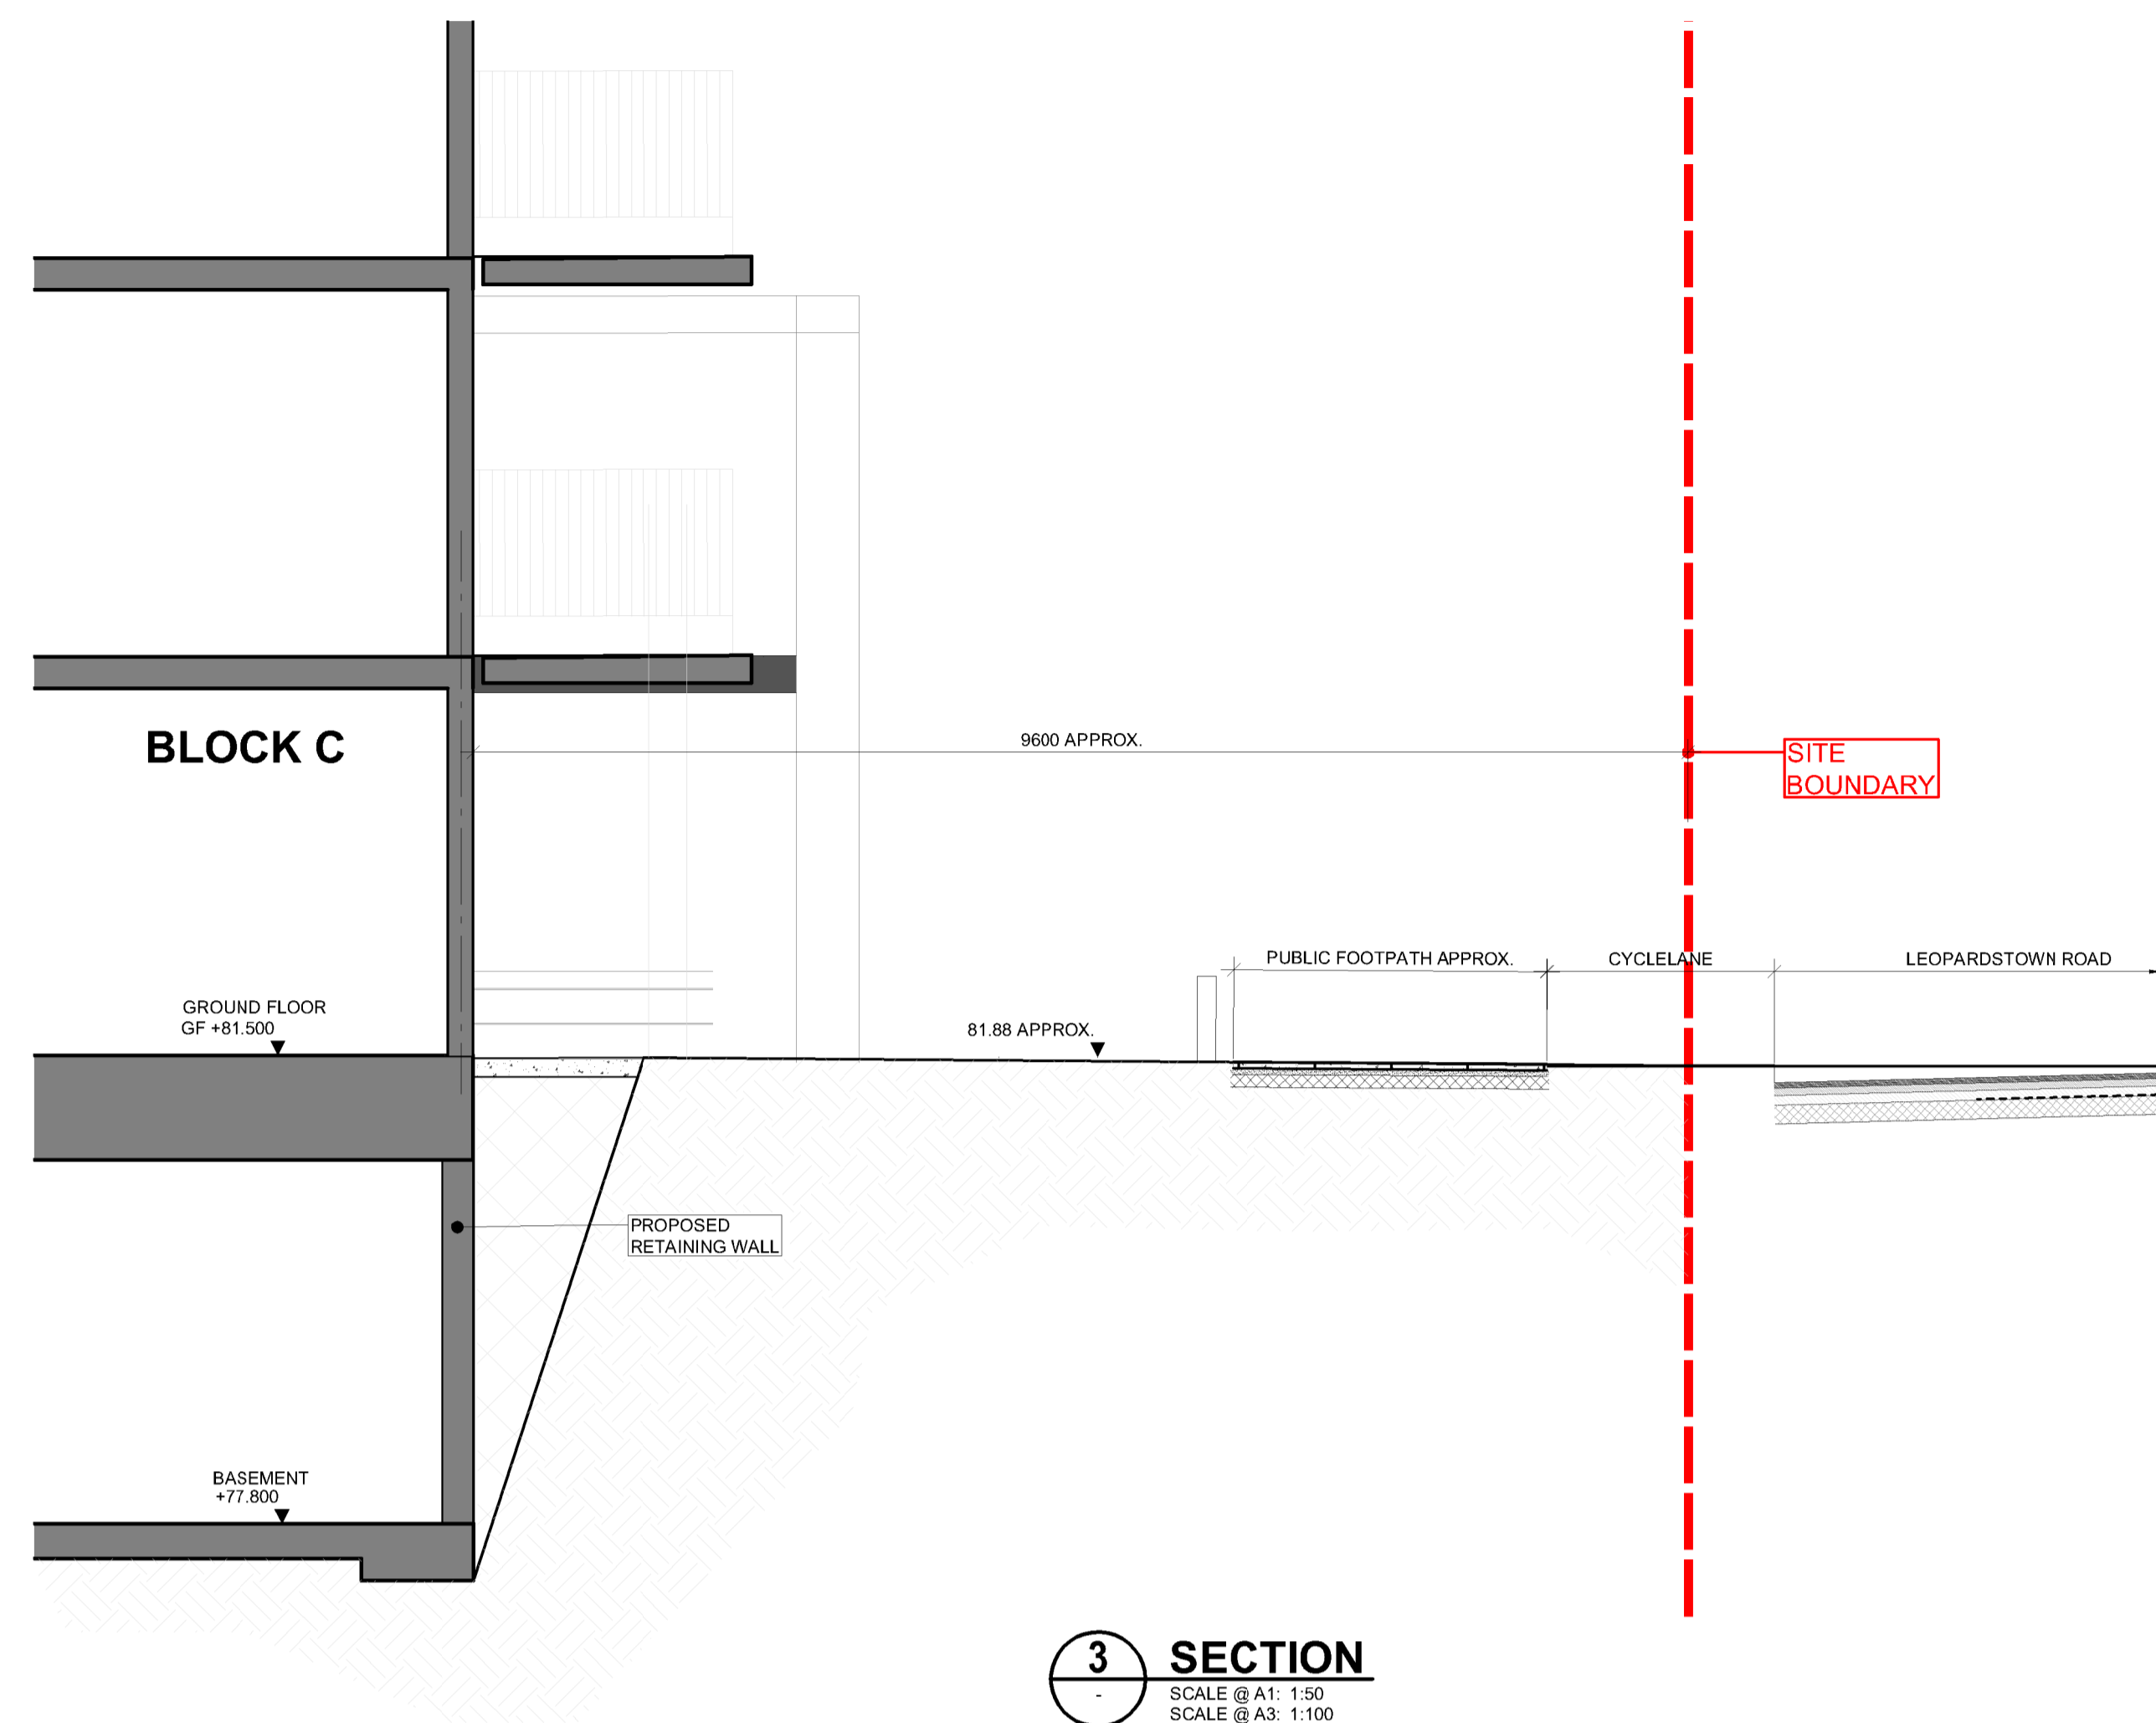 BLOCK C
9600 APPROX.
SITE
BOUNDARY
PUBLIC FOOTPATH APPROX.
CYCLELANE
LEOPARDSTOWN ROAD
GROUND FLOOR
GF +81.500
81.88 APPROX.
PROPOSED
RETAINING WALL
BASEMENT
+77.800
3
-
SECTION
SCALE @ A1: 1:50
SCALE @ A3: 1:100